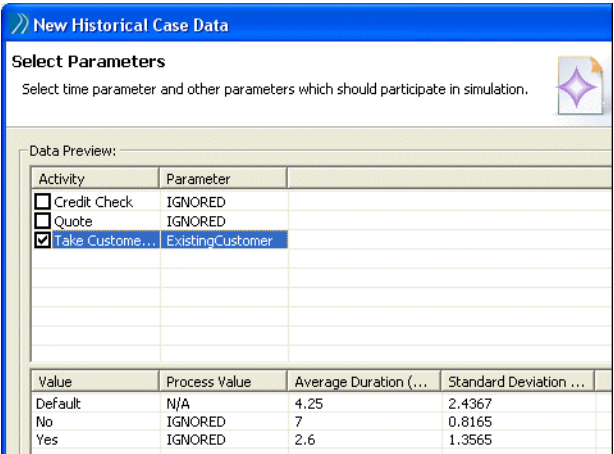 New Historical Case Data
Select Parameters
Select time parameter and other parameters which should participate in simulation.
Data Preview:
Activity Parameter
Credit Check IGNORED
Quote IGNORED
Take Custome... ExistingCustomer
Value Process Value Average Duration (... Standard Deviation ...
Default N/A 4.25 2.4367
No IGNORED 7 0.8165
Yes IGNORED 2.6 1.3565